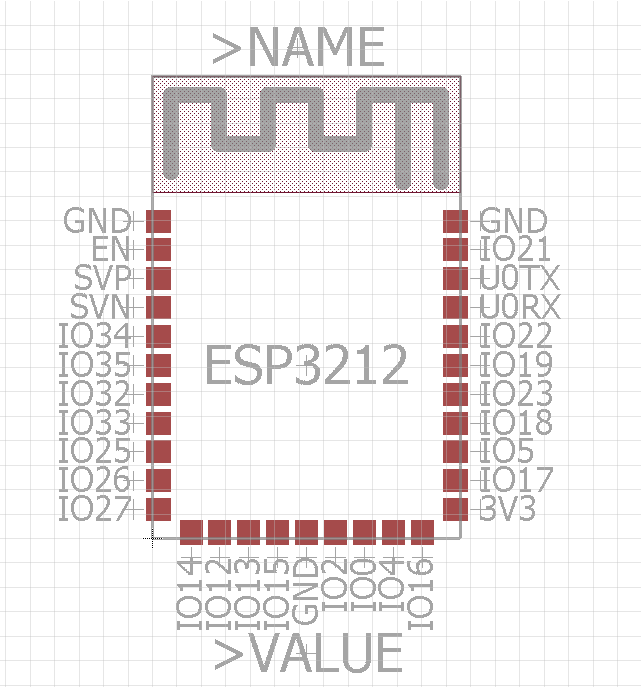 >NAME
GND GND
EN IO21
SVP U0TX
SVN U0RX
IO34 IO22
IO35 IO19
IO32 IO23
IO33 IO18
IO25 IO5
IO26 IO17
IO27 3V3
ESP3212
IO14
IO12
IO13
IO15
GND
IO2
IO0
IO4
IO16
>VALUE